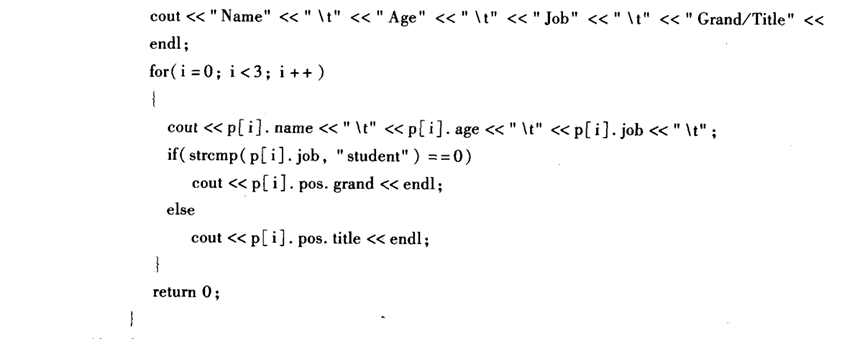 cout << "Name" << "\t" << "Age" << "\t" << "Job" << "\t" << "Grand/Title" <<
endl;
for(i=0; i<3; i++)
{
cout << p[i].name << "\t" << p[i].age << "\t" << p[i].job << "\t";
if(strcmp(p[i].job, "student")==0)
cout << p[i].pos.grand << endl;
else
cout << p[i].pos.title << endl;
}
return 0;
}